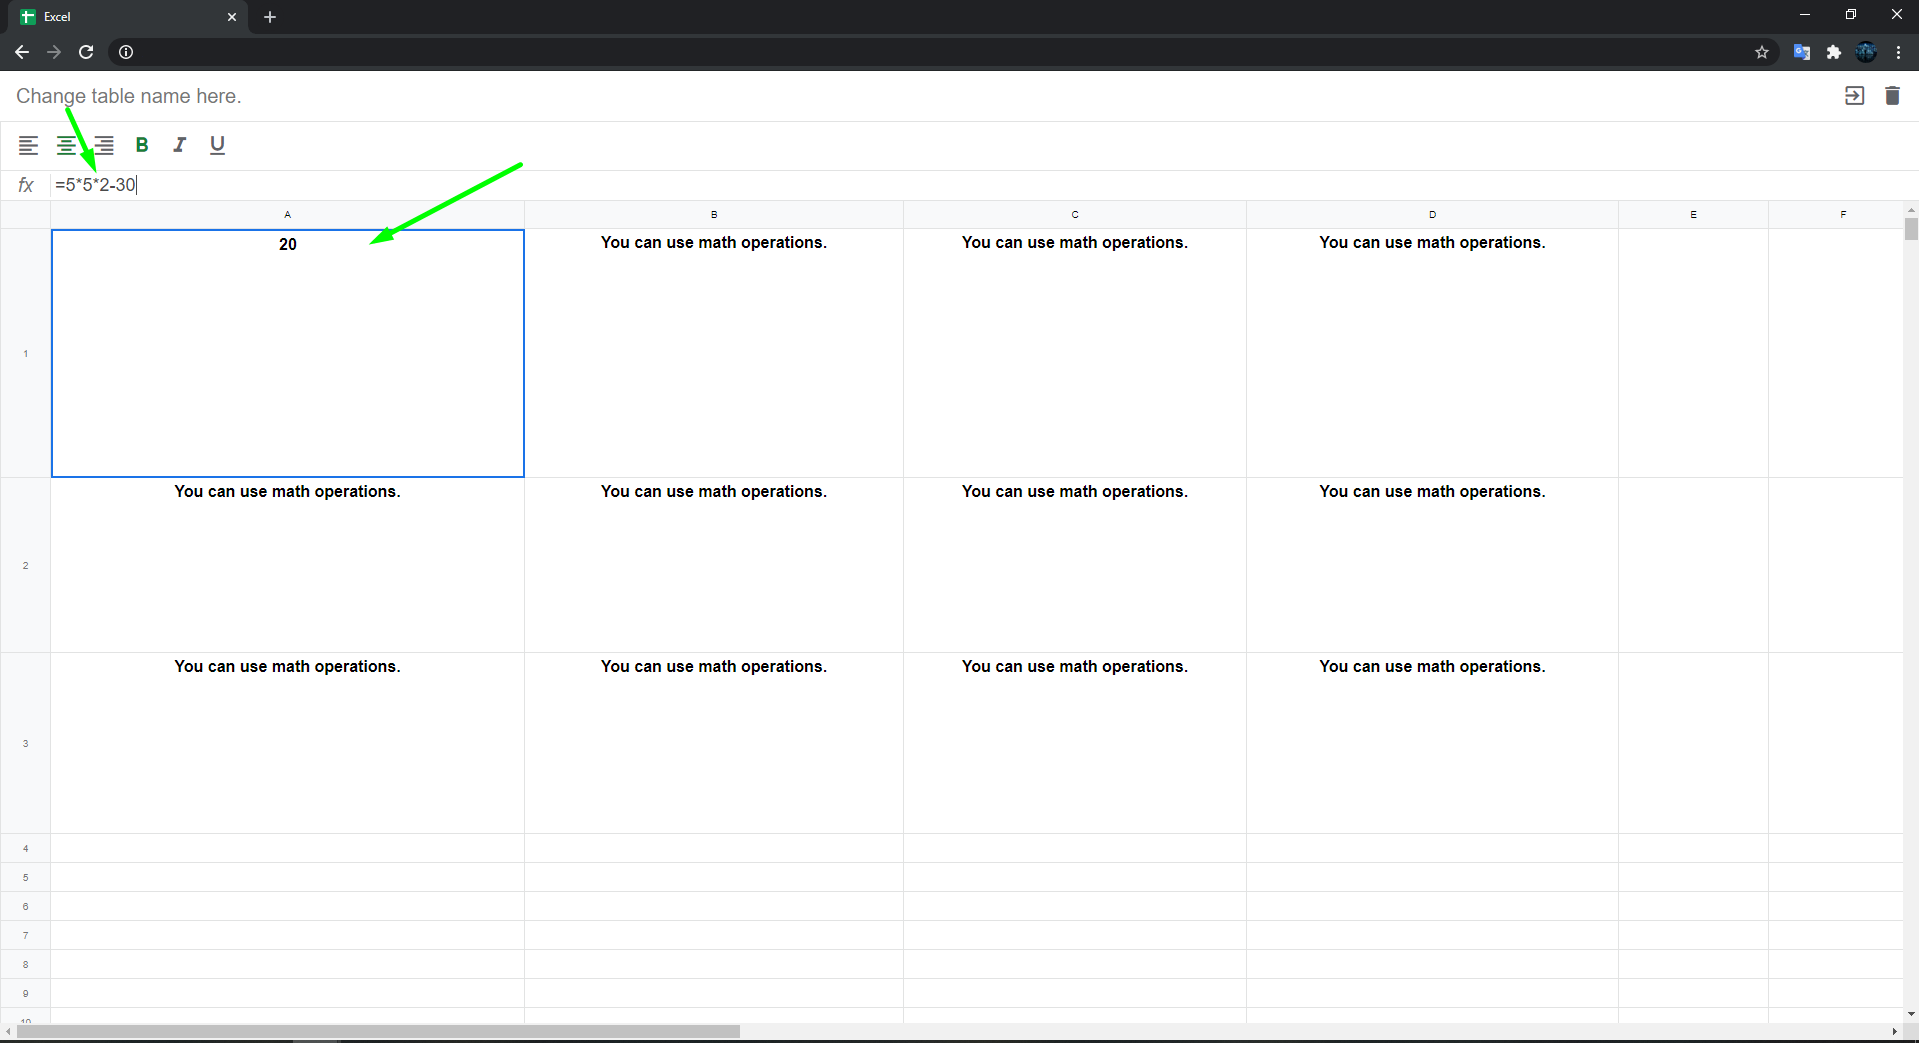 Excel
Change table name here.
B I U
fx =5*5*2-30
A B C D E F
1 20 You can use math operations. You can use math operations. You can use math operations.
2 You can use math operations. You can use math operations. You can use math operations. You can use math operations.
3 You can use math operations. You can use math operations. You can use math operations. You can use math operations.
4
5
6
7
8
9
10